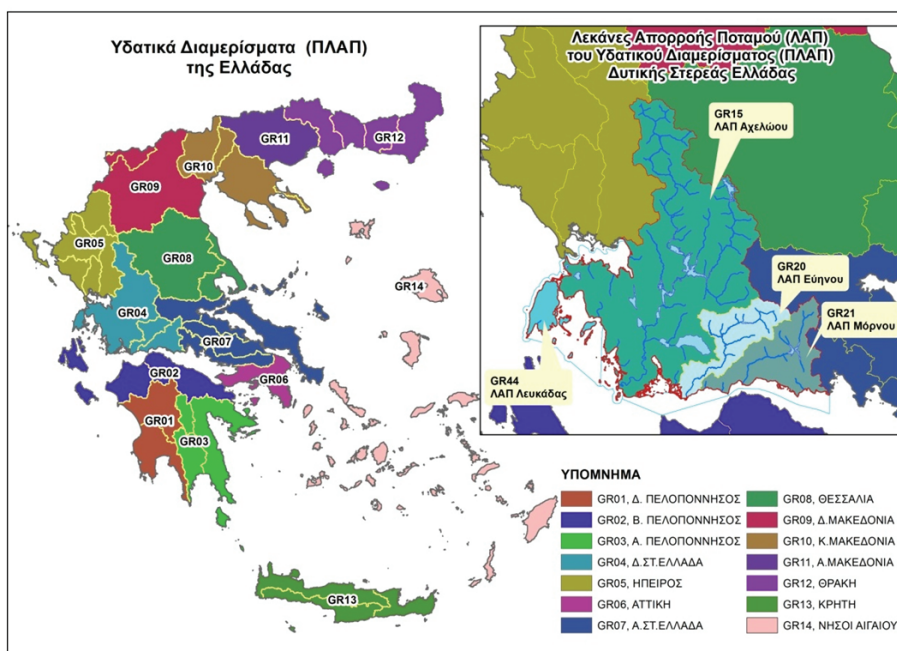 Υδατικά Διαμερίσματα (ΠΛΑΠ)
της Ελλάδας
GR01
GR02
GR03
GR04
GR05
GR06
GR07
GR08
GR09
GR10
GR11
GR12
GR13
GR14
Λεκάνες Απορροής Ποταμού (ΛΑΠ)
του Υδατικού Διαμερίσματος (ΠΛΑΠ)
Δυτικής Στερεάς Ελλάδας
GR15
ΛΑΠ Αχελώου
GR20
ΛΑΠ Εύηνου
GR21
ΛΑΠ Μόρνου
GR44
ΛΑΠ Λευκάδας
ΥΠΟΜΝΗΜΑ
GR01, Δ. ΠΕΛΟΠΟΝΝΗΣΟΣ
GR02, Β. ΠΕΛΟΠΟΝΝΗΣΟΣ
GR03, Α. ΠΕΛΟΠΟΝΝΗΣΟΣ
GR04, Δ.ΣΤ.ΕΛΛΑΔΑ
GR05, ΗΠΕΙΡΟΣ
GR06, ΑΤΤΙΚΗ
GR07, Α.ΣΤ.ΕΛΛΑΔΑ
GR08, ΘΕΣΣΑΛΙΑ
GR09, Δ.ΜΑΚΕΔΟΝΙΑ
GR10, Κ.ΜΑΚΕΔΟΝΙΑ
GR11, Α.ΜΑΚΕΔΟΝΙΑ
GR12, ΘΡΑΚΗ
GR13, ΚΡΗΤΗ
GR14, ΝΗΣΟΙ ΑΙΓΑΙΟΥ